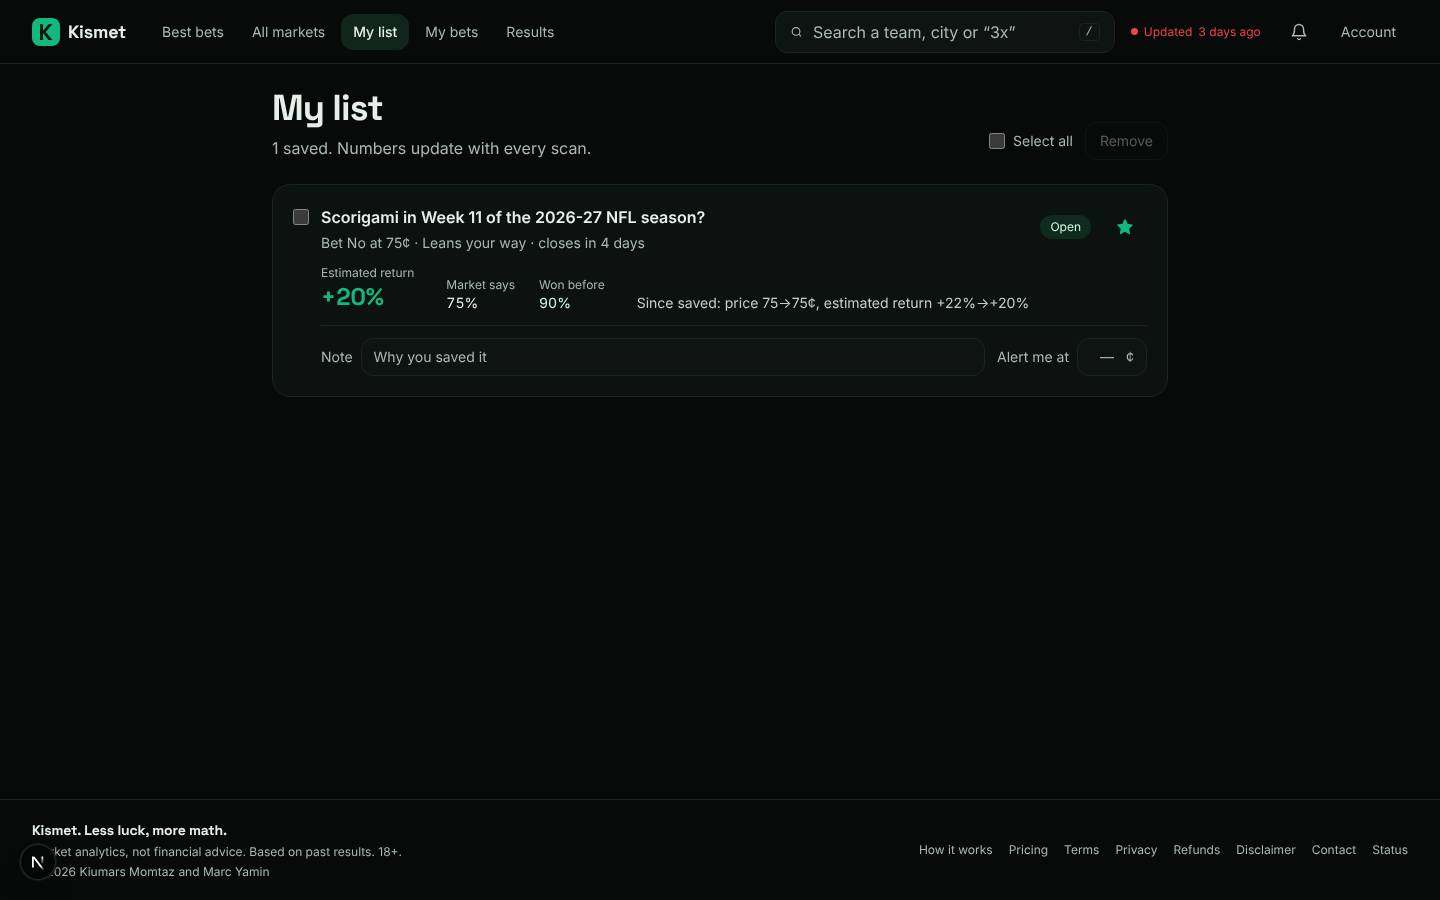 K Kismet Best bets All markets My list My bets Results Search a team, city or “3x” / Updated 3 days ago Account
My list
1 saved. Numbers update with every scan.
Select all Remove
Scorigami in Week 11 of the 2026-27 NFL season?
Bet No at 75¢ · Leans your way · closes in 4 days
Open
Estimated return
+20%
Market says
75%
Won before
90%
Since saved: price 75→75¢, estimated return +22%→+20%
Note Why you saved it Alert me at — ¢
Kismet. Less luck, more math.
analytics, not financial advice. Based on past results. 18+.
Kiumars Momtaz and Marc Yamin
How it works Pricing Terms Privacy Refunds Disclaimer Contact Status
N